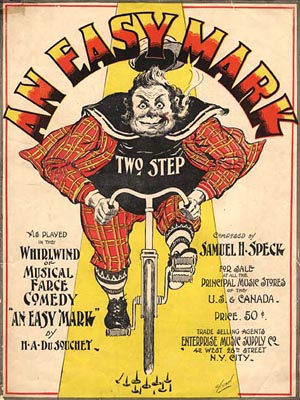 AN EASY MARK
TWO STEP
AS PLAYED
IN THE
WHIRLWIND
OF
MUSICAL
FARCE
COMEDY
"AN EASY MARK"
BY
H. A. DU SOUCHET
COMPOSED BY
SAMUEL H. SPECK
FOR SALE
AT ALL THE
PRINCIPAL MUSIC STORES
OF THE
U.S. & CANADA.
PRICE. 50 ¢.
TRADE SELLING AGENTS
ENTERPRISE MUSIC SUPPLY CO.
42 WEST 28TH STREET
N.Y. CITY.